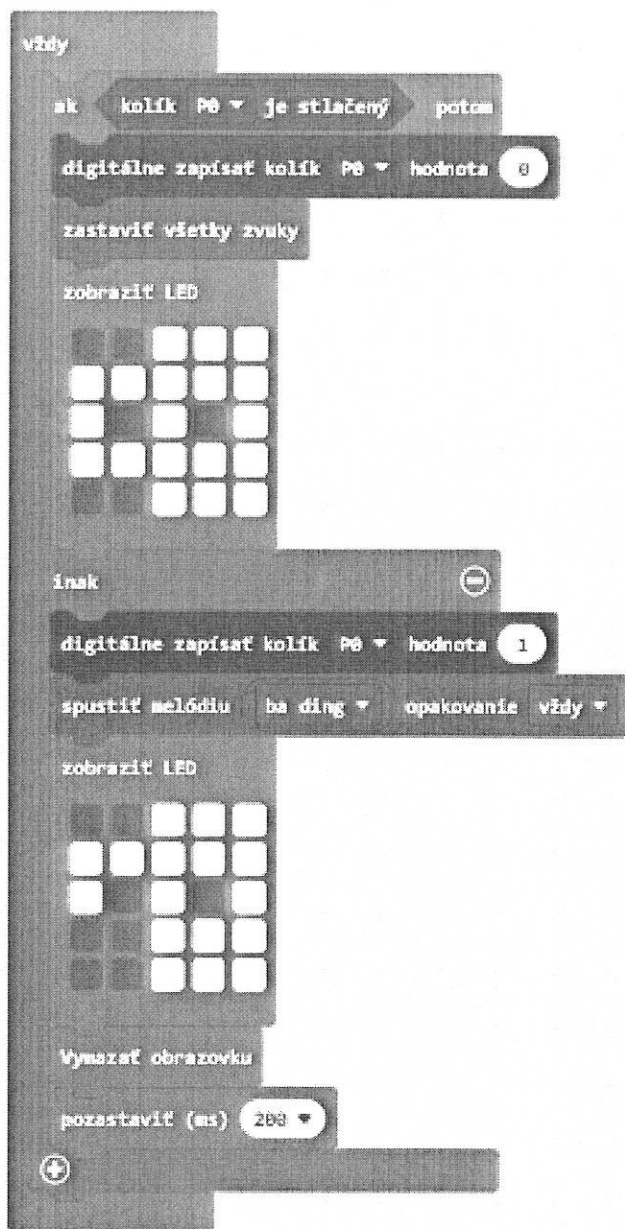 vždy
ak kolík P0 je stlačený potom
digitálne zapísať kolík P0 hodnota 0
zastaviť všetky zvuky
zobraziť LED
inak
digitálne zapísať kolík P0 hodnota 1
spustiť melódiu ba ding opakovanie vždy
zobraziť LED
Vymazať obrazovku
pozastaviť (ms) 200